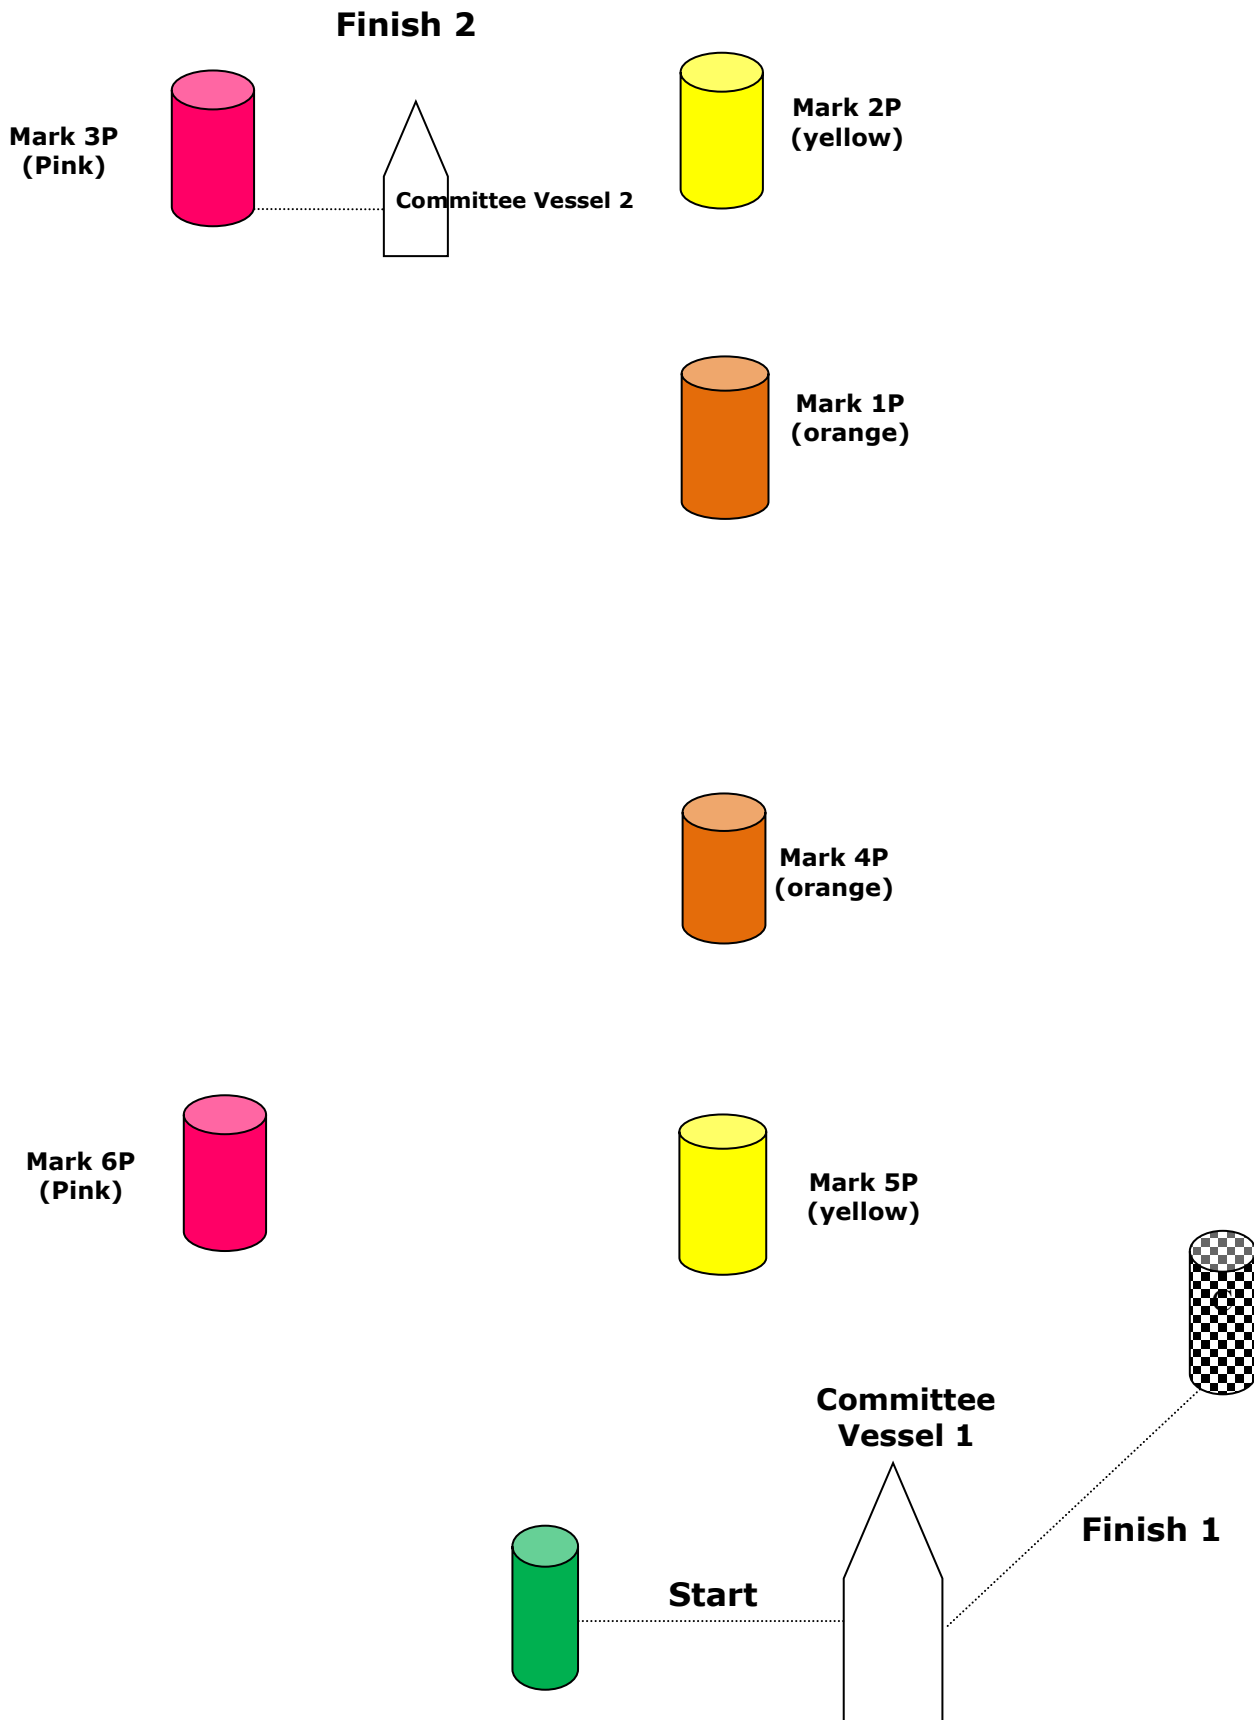 Finish 2
Mark 3P
(Pink)
Committee Vessel 2
Mark 2P
(yellow)
Mark 1P
(orange)
Mark 4P
(orange)
Mark 6P
(Pink)
Mark 5P
(yellow)
C
Committee
Vessel 1
Finish 1
Start